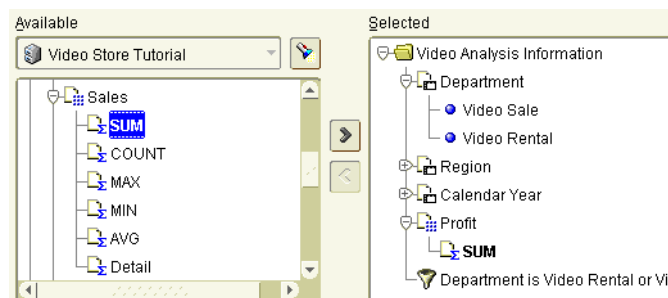 Available
Video Store Tutorial
Sales
SUM
COUNT
MAX
MIN
AVG
Detail
Selected
Video Analysis Information
Department
Video Sale
Video Rental
Region
Calendar Year
Profit
SUM
Department is Video Rental or Vi